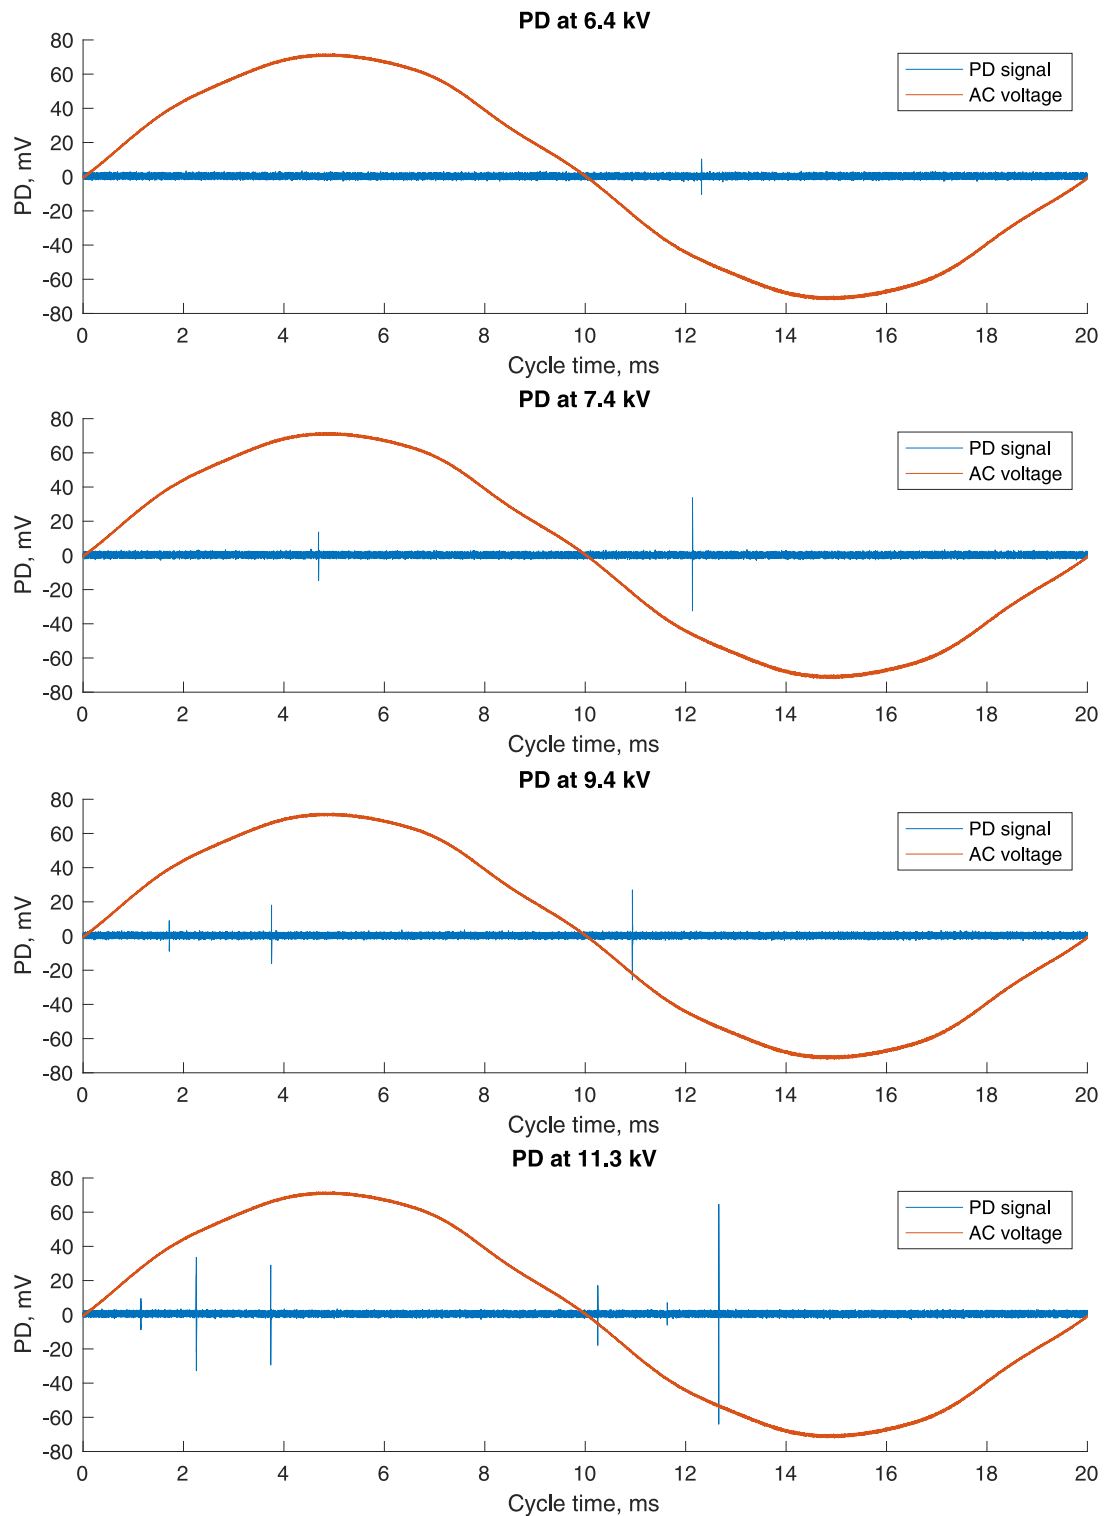 PD at 6.4 kV
PD signal
AC voltage
PD, mV
80
60
40
20
0
-20
-40
-60
-80
0 2 4 6 8 10 12 14 16 18 20
Cycle time, ms
PD at 7.4 kV
PD signal
AC voltage
PD, mV
80
60
40
20
0
-20
-40
-60
-80
0 2 4 6 8 10 12 14 16 18 20
Cycle time, ms
PD at 9.4 kV
PD signal
AC voltage
PD, mV
80
60
40
20
0
-20
-40
-60
-80
0 2 4 6 8 10 12 14 16 18 20
Cycle time, ms
PD at 11.3 kV
PD signal
AC voltage
PD, mV
80
60
40
20
0
-20
-40
-60
-80
0 2 4 6 8 10 12 14 16 18 20
Cycle time, ms